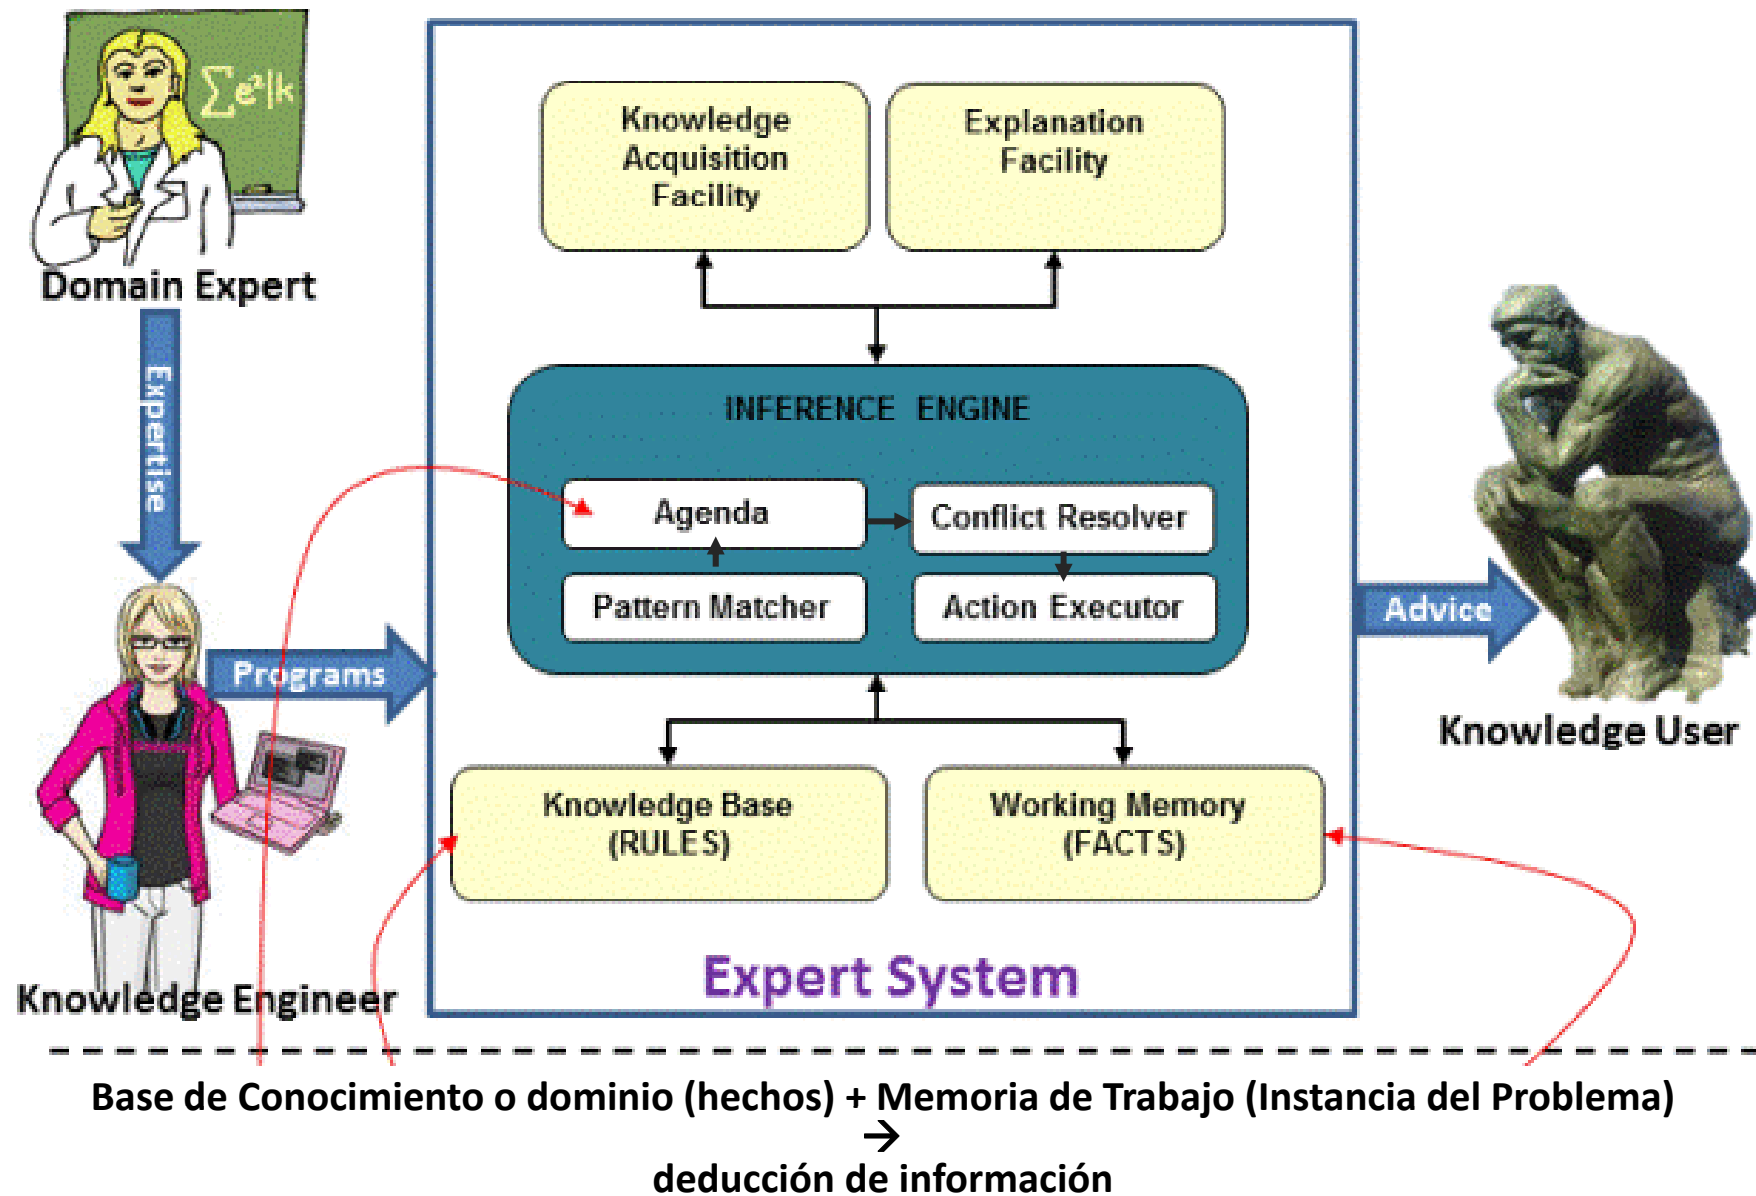 ∑e²|k
Domain Expert
Expertise
Knowledge
Acquisition
Facility
Explanation
Facility
INFERENCE ENGINE
Agenda
Conflict Resolver
Pattern Matcher
Action Executor
Programs
Advice
Knowledge User
Knowledge Base
(RULES)
Working Memory
(FACTS)
Expert System
Knowledge Engineer
Base de Conocimiento o dominio (hechos) + Memoria de Trabajo (Instancia del Problema)
→
deducción de información